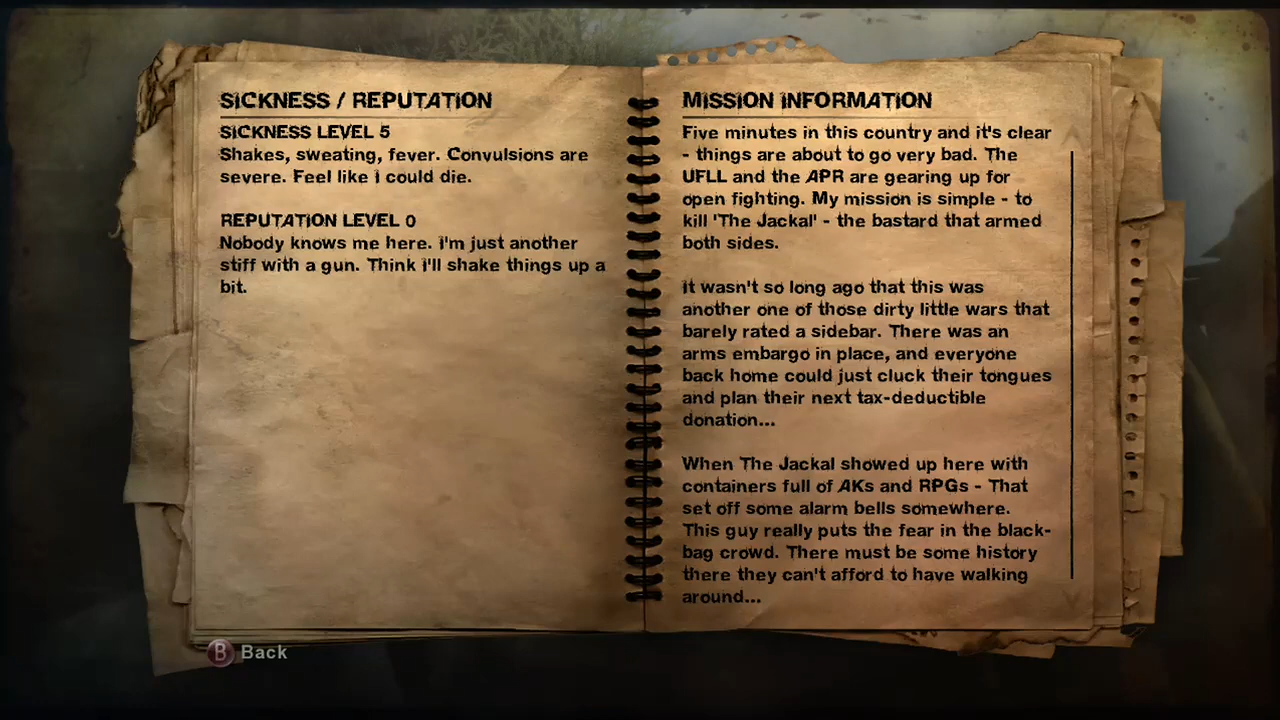 SICKNESS / REPUTATION
SICKNESS LEVEL 5
Shakes, sweating, fever. Convulsions are
severe. Feel like I could die.
REPUTATION LEVEL 0
Nobody knows me here. I'm just another
stiff with a gun. Think I'll shake things up a
bit.
MISSION INFORMATION
Five minutes in this country and it's clear
- things are about to go very bad. The
UFLL and the APR are gearing up for
open fighting. My mission is simple - to
kill 'The Jackal' - the bastard that armed
both sides.
It wasn't so long ago that this was
another one of those dirty little wars that
barely rated a sidebar. There was an
arms embargo in place, and everyone
back home could just cluck their tongues
and plan their next tax-deductible
donation...
When The Jackal showed up here with
containers full of AKs and RPGs - That
set off some alarm bells somewhere.
This guy really puts the fear in the black-
bag crowd. There must be some history
there they can't afford to have walking
around...
B Back